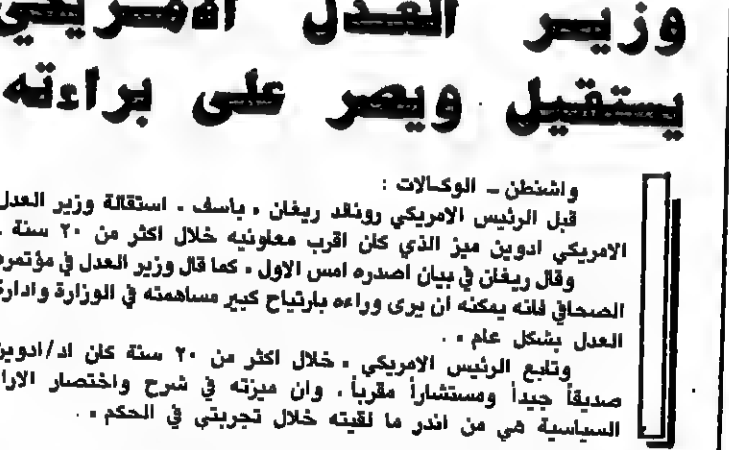 وزير العدل الامريكي
يستقيل ويصر على براءته
واشنطن ـ الوكالات :
قبل الرئيس الامريكي رونالد ريغان « باسف » استقالة وزير العدل
الامريكي ادوين ميز الذي كان اقرب معاونيه خلال اكثر من ٢٠ سنة .
وقال ريغان في بيان اصدره امس الاول « كما قال وزير العدل في مؤتمره
الصحافي فانه يمكنه ان يرى وراءه بارتياح كبير مساهمته في الوزارة وادارة
العدل بشكل عام » .
وتابع الرئيس الامريكي « خلال اكثر من ٢٠ سنة كان اد/ادوين
صديقاً جيداً ومستشاراً مقرباً ، وان ميزته في شرح واختصار الارا
السياسية هي من اندر ما لقيته خلال تجربتي في الحكم » .